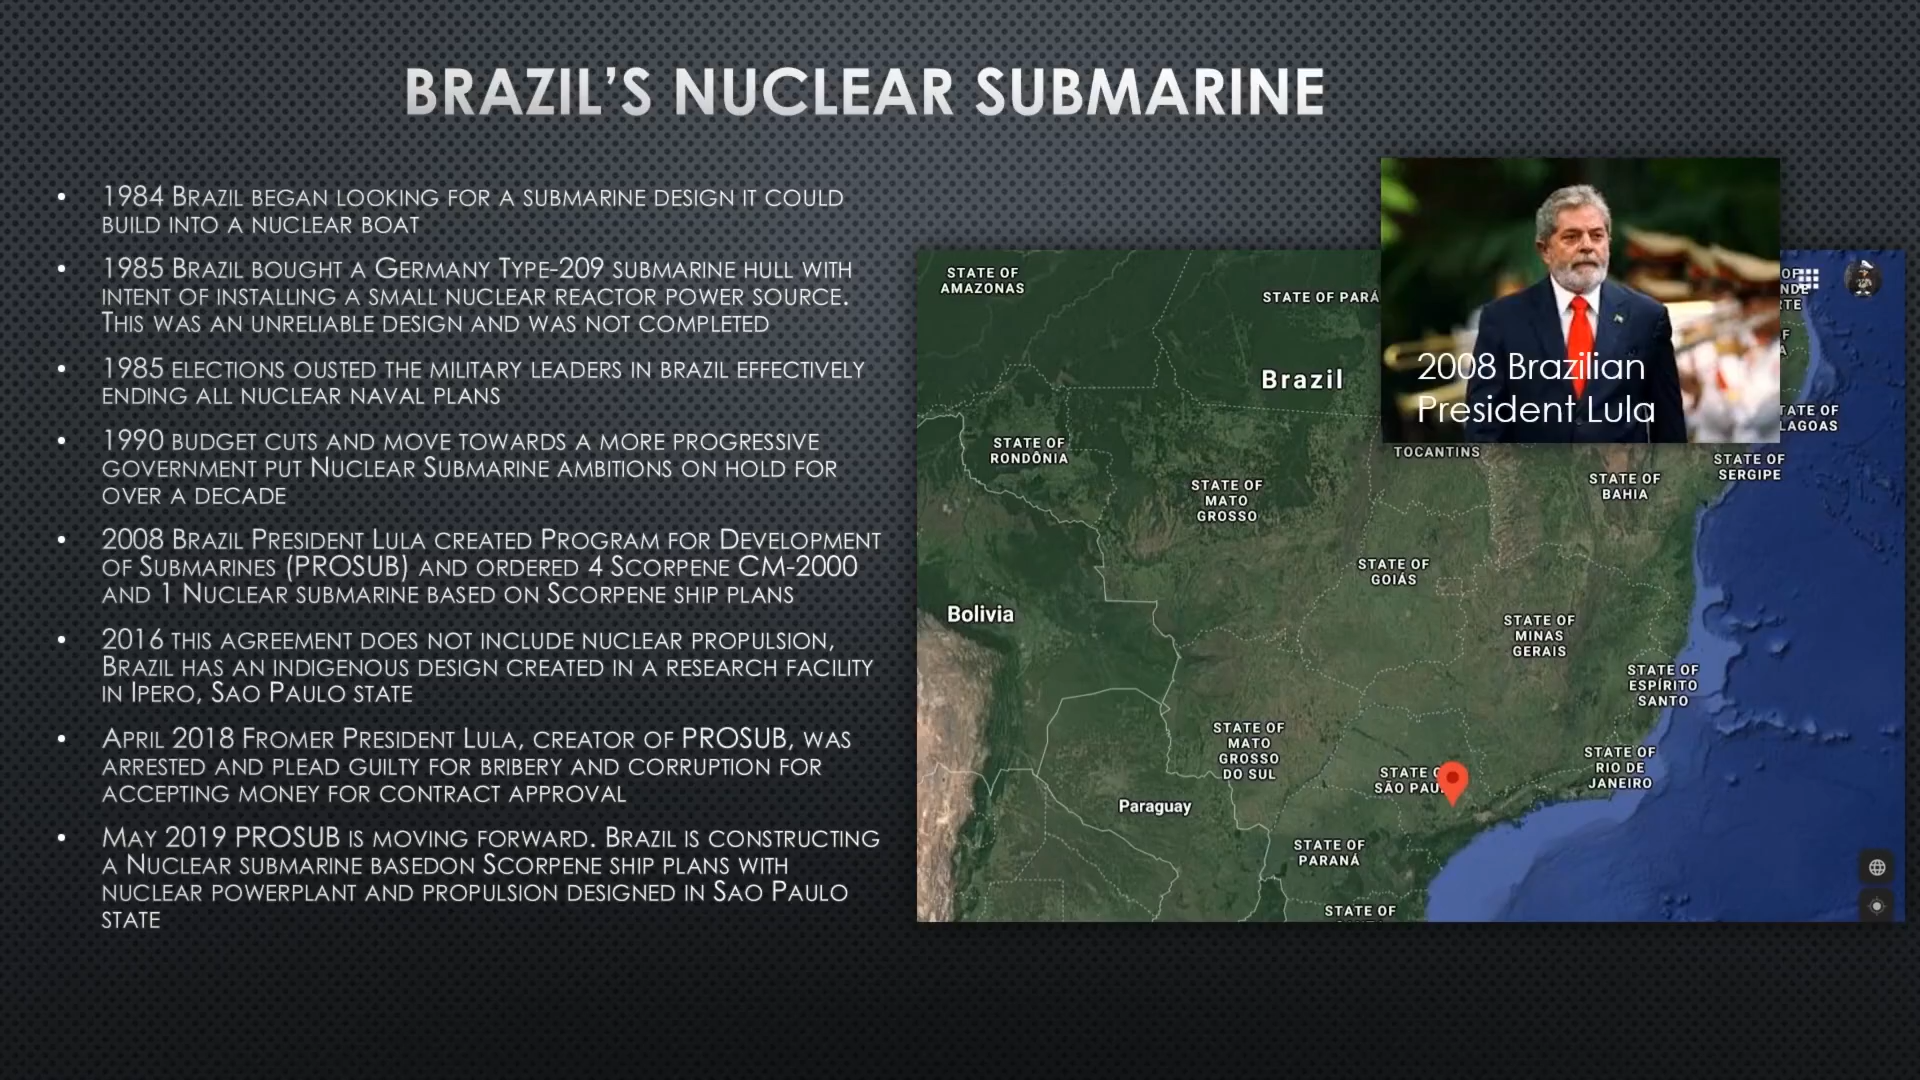 BRAZIL'S NUCLEAR SUBMARINE
• 1984 BRAZIL BEGAN LOOKING FOR A SUBMARINE DESIGN IT COULD
BUILD INTO A NUCLEAR BOAT
• 1985 BRAZIL BOUGHT A GERMANY TYPE-209 SUBMARINE HULL WITH
INTENT OF INSTALLING A SMALL NUCLEAR REACTOR POWER SOURCE.
THIS WAS AN UNRELIABLE DESIGN AND WAS NOT COMPLETED
• 1985 ELECTIONS OUSTED THE MILITARY LEADERS IN BRAZIL EFFECTIVELY
ENDING ALL NUCLEAR NAVAL PLANS
• 1990 BUDGET CUTS AND MOVE TOWARDS A MORE PROGRESSIVE
GOVERNMENT PUT NUCLEAR SUBMARINE AMBITIONS ON HOLD FOR
OVER A DECADE
• 2008 BRAZIL PRESIDENT LULA CREATED PROGRAM FOR DEVELOPMENT
OF SUBMARINES (PROSUB) AND ORDERED 4 SCORPENE CM-2000
AND 1 NUCLEAR SUBMARINE BASED ON SCORPENE SHIP PLANS
• 2016 THIS AGREEMENT DOES NOT INCLUDE NUCLEAR PROPULSION,
BRAZIL HAS AN INDIGENOUS DESIGN CREATED IN A RESEARCH FACILITY
IN IPERO, SAO PAULO STATE
• APRIL 2018 FROMER PRESIDENT LULA, CREATOR OF PROSUB, WAS
ARRESTED AND PLEAD GUILTY FOR BRIBERY AND CORRUPTION FOR
ACCEPTING MONEY FOR CONTRACT APPROVAL
• MAY 2019 PROSUB IS MOVING FORWARD. BRAZIL IS CONSTRUCTING
A NUCLEAR SUBMARINE BASEDON SCORPENE SHIP PLANS WITH
NUCLEAR POWERPLANT AND PROPULSION DESIGNED IN SAO PAULO
STATE
2008 Brazilian
President Lula
STATE OF
AMAZONAS
STATE OF PARÁ
Brazil
STATE OF
RONDÔNIA
STATE OF
MATO
GROSSO
TOCANTINS
STATE OF
BAHIA
STATE OF
SERGIPE
STATE OF
GOIÁS
Bolivia
STATE OF
MINAS
GERAIS
STATE OF
ESPÍRITO
SANTO
STATE OF
MATO
GROSSO
DO SUL
STATE OF
RIO DE
JANEIRO
STATE
SÃO
Paraguay
STATE OF
PARANÁ
STATE OF